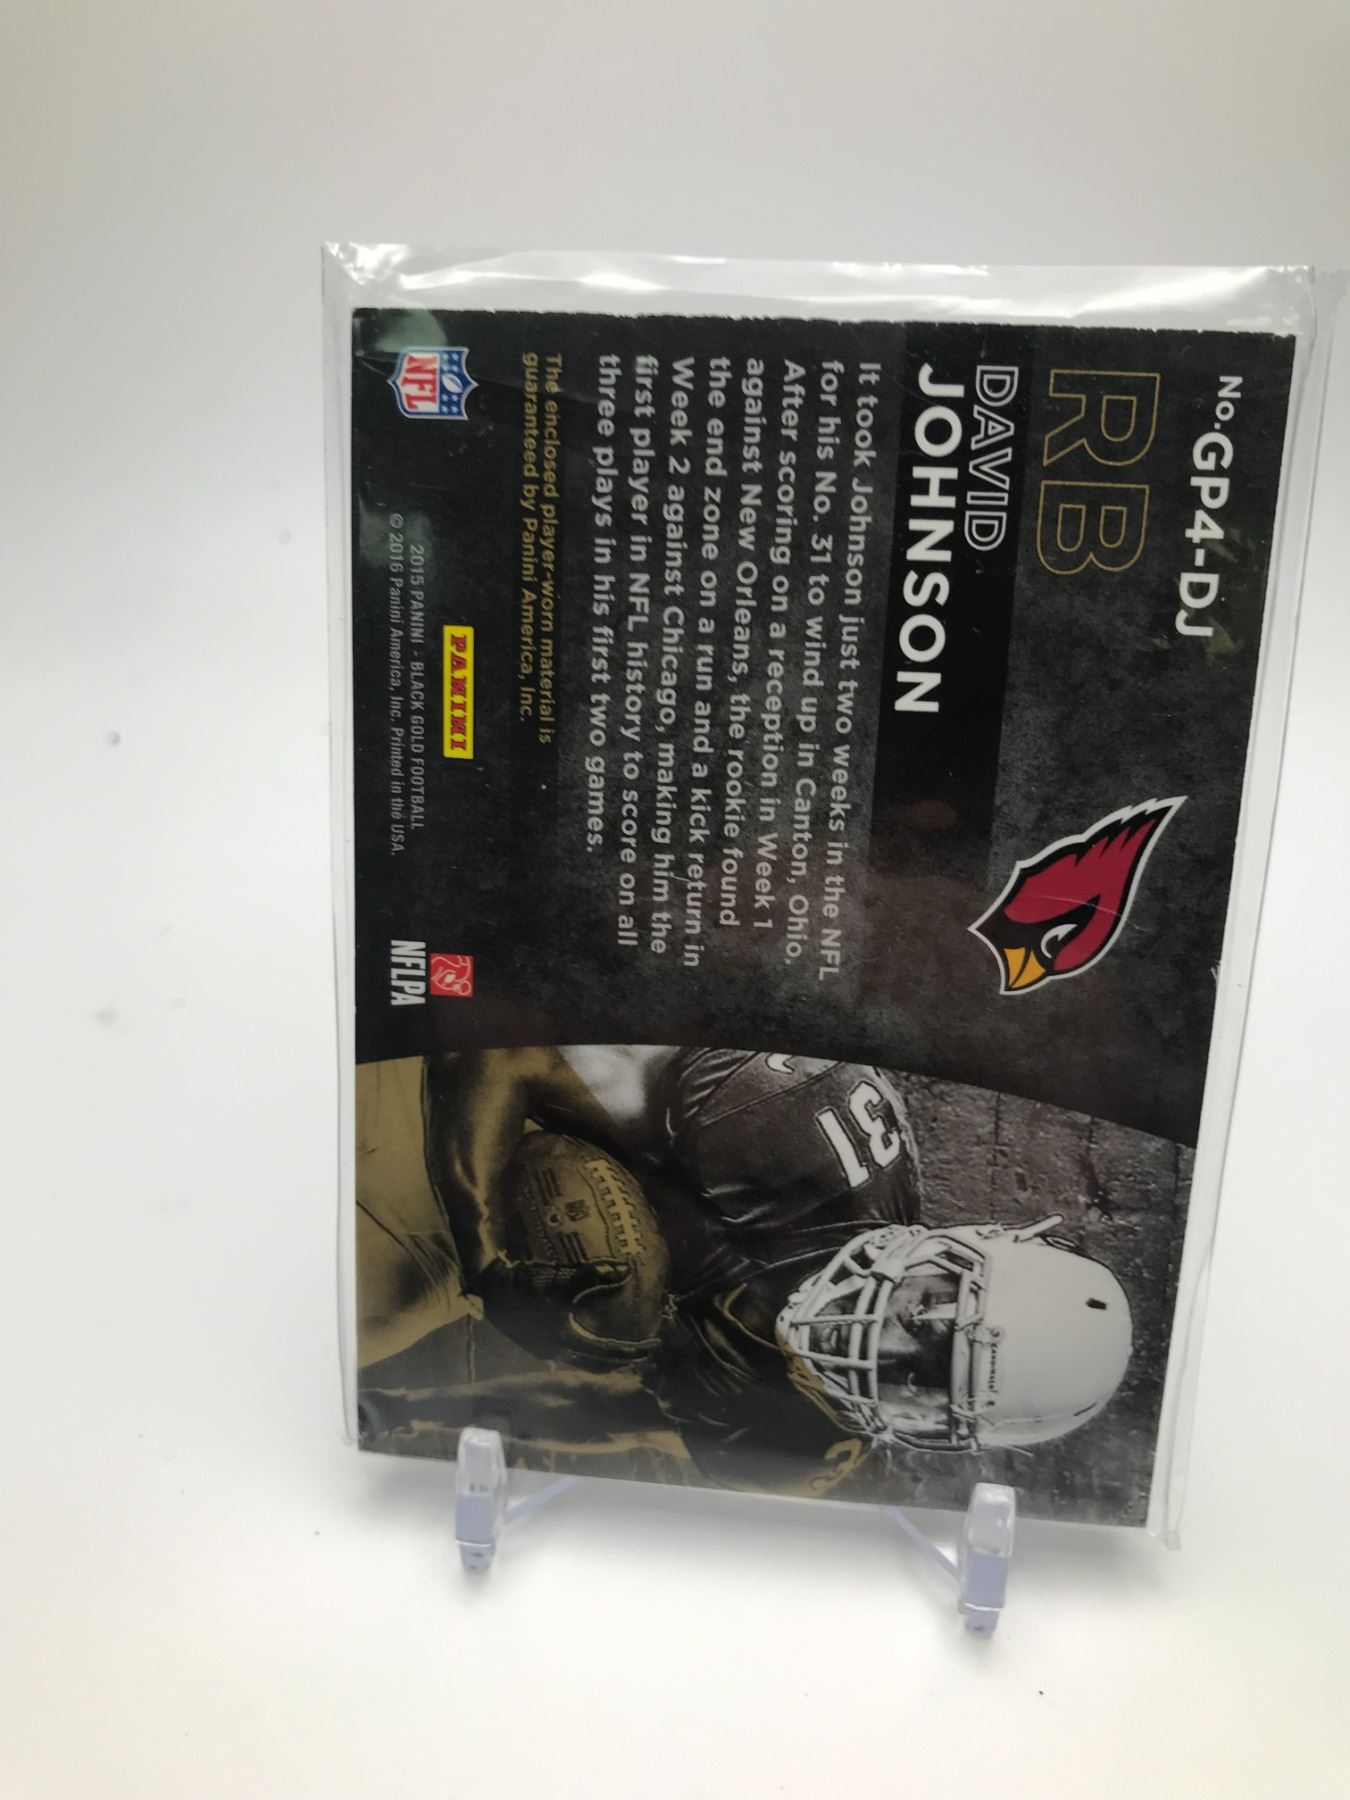 No. GP4-DJ
RB
DAVID
JOHNSON
It took Johnson just two weeks in the NFL
for his No. 31 to wind up in Canton, Ohio,
After scoring on a reception in Week 1
against New Orleans, the rookie found
the end zone on a run and a kick return in
Week 2 against Chicago, making him the
first player in NFL history to score on all
three plays in his first two games.
The enclosed player-worn material is
guaranteed by Panini America, Inc.
PANINI
2015 PANINI - BLACK GOLD FOOTBALL
© 2016 Panini America, Inc. Printed in the USA.
NFL
NFLPA
31
CARDINALS